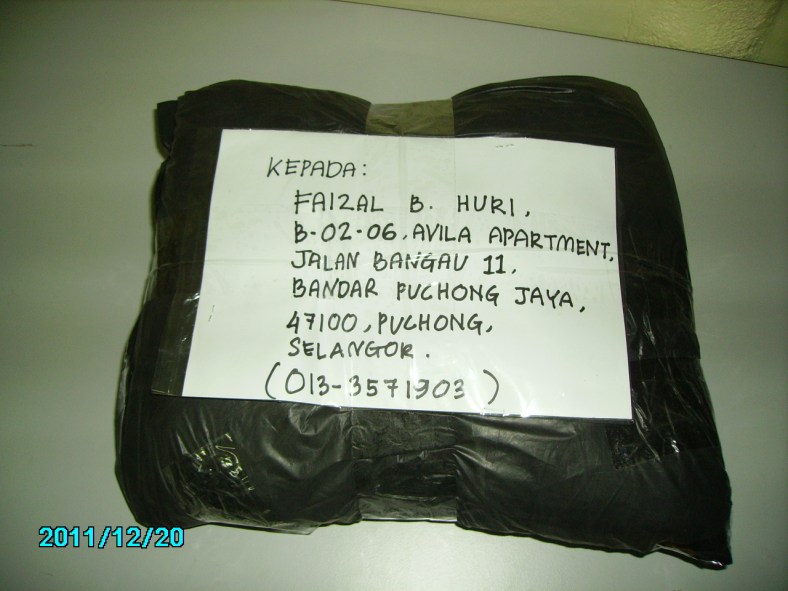 KEPADA:
FAIZAL B. HURI,
B-02-06, AVILA APARTMENT,
JALAN BANGAU 11,
BANDAR PUCHONG JAYA,
47100, PUCHONG,
SELANGOR.
(013-3571903)
2011/12/20